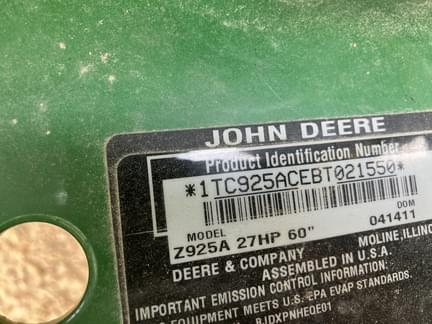 JOHN DEERE
Product Identification Number
*1TC925ACEBT021550*
MODEL DOM
Z925A 27HP 60" 041411
DEERE & COMPANY MOLINE, ILLINO
ASSEMBLED IN U.S.A.
IMPORTANT EMISSION CONTROL INFORMATION:
EQUIPMENT MEETS U.S. EPA EVAP STANDARDS.
BJDXPNHEQE01